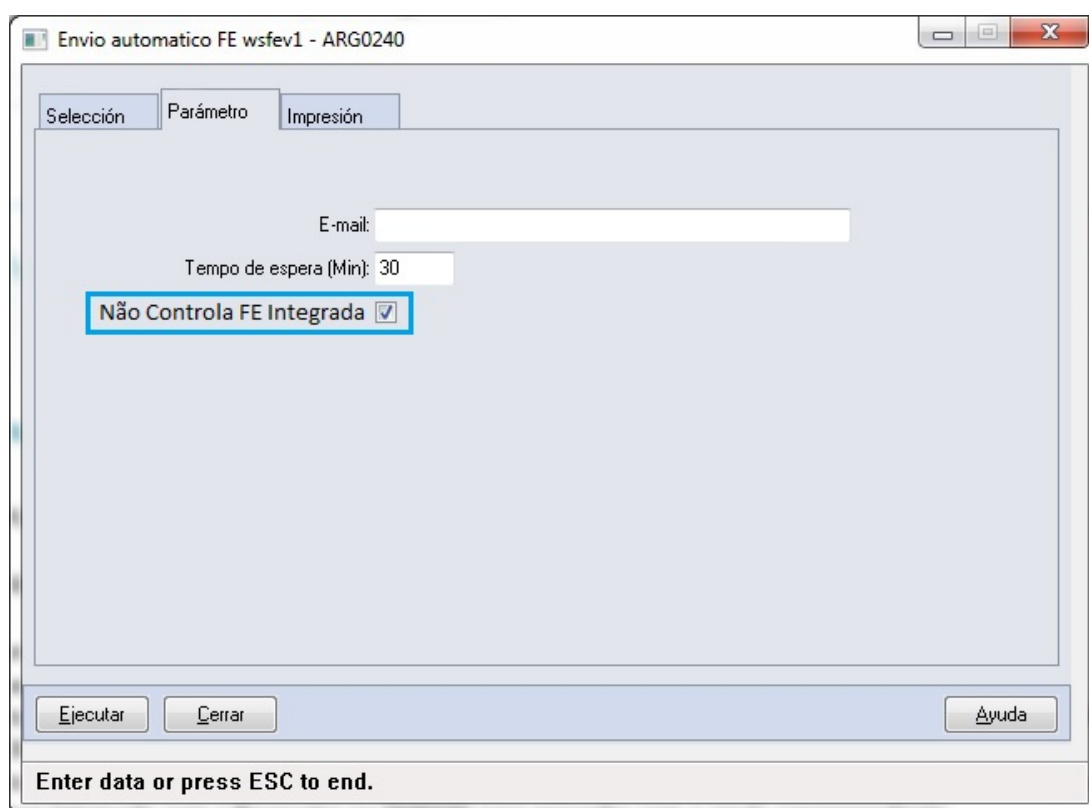 Envio automatico FE wsfev1 - ARG0240
Selección Parámetro Impresión
E-mail:
Tempo de espera (Min): 30
Não Controla FE Integrada
Ejecutar Cerrar Ayuda
Enter data or press ESC to end.